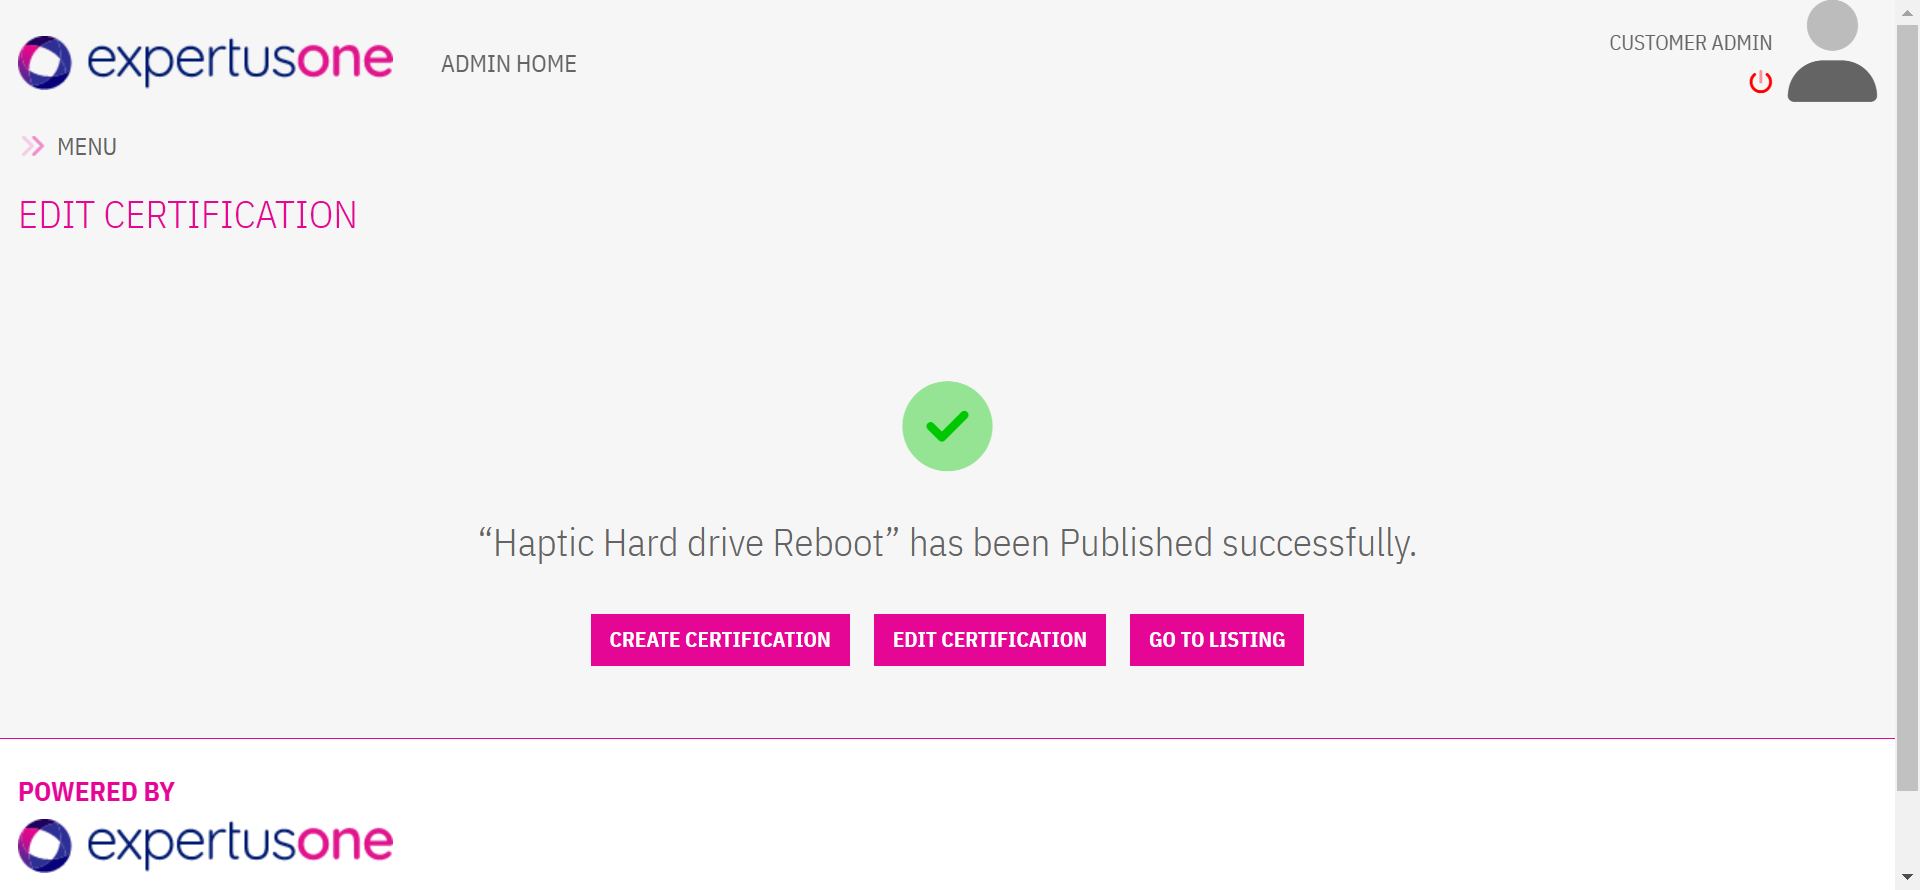 expertusone
ADMIN HOME
CUSTOMER ADMIN
MENU
EDIT CERTIFICATION
“Haptic Hard drive Reboot” has been Published successfully.
CREATE CERTIFICATION
EDIT CERTIFICATION
GO TO LISTING
POWERED BY
expertusone